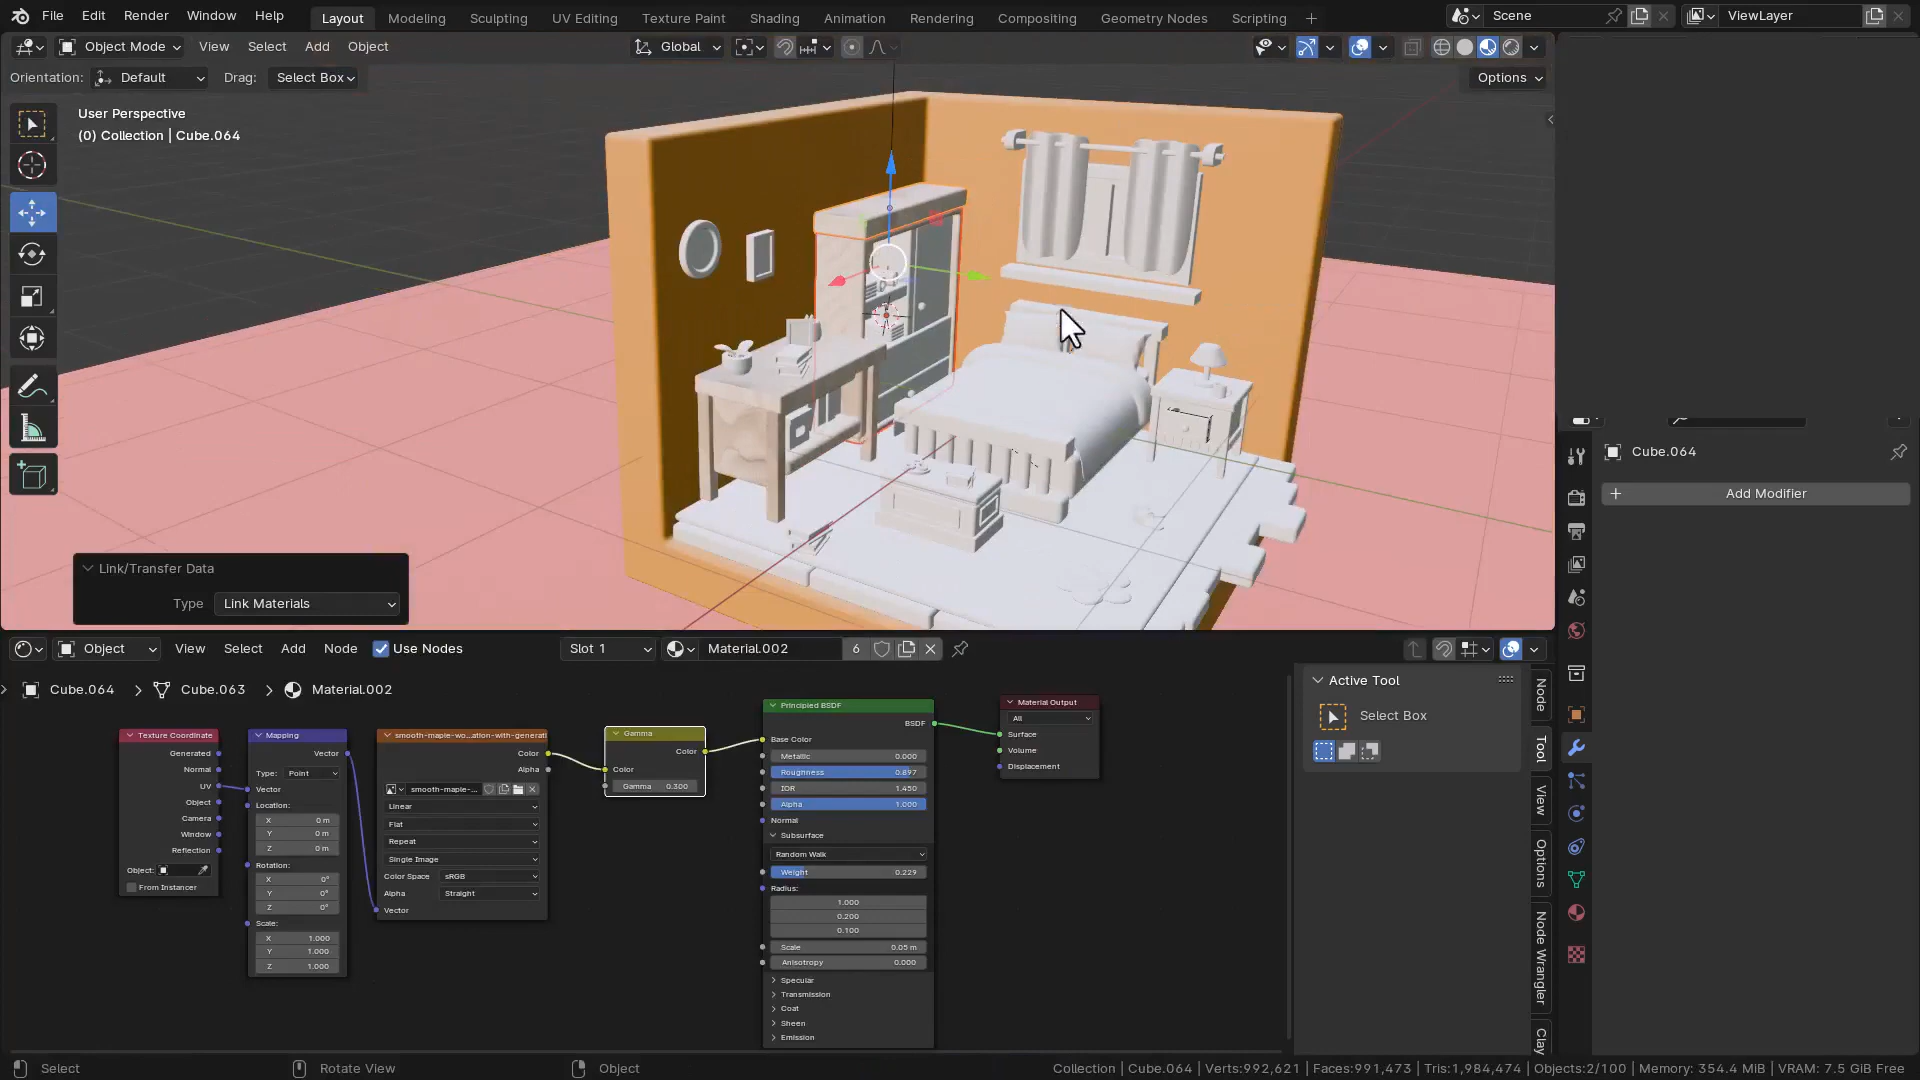 File Edit Render Window Help
Layout Modeling Sculpting UV Editing Texture Paint Shading Animation Rendering Compositing Geometry Nodes Scripting +
Scene
ViewLayer
Object Mode View Select Add Object
Global
Orientation: Default Drag: Select Box
Options
User Perspective
(0) Collection | Cube.064
Link/Transfer Data
Type Link Materials
Cube.064
+ Add Modifier
Object View Select Add Node Use Nodes Slot 1 Material.002 6
Cube.064 > Cube.063 > Material.002
Texture Coordinate
Generated
Normal
UV
Object
Camera
Window
Reflection
Object:
From Instancer
Mapping
Vector
Type: Point
Vector
Location:
X 0 m
Y 0 m
Z 0 m
Rotation:
X 0°
Y 0°
Z 0°
Scale:
X 1.000
Y 1.000
Z 1.000
smooth-maple-wo...ation-with-generati
Color
Alpha
smooth-maple-...
Linear
Flat
Repeat
Single Image
Color Space sRGB
Alpha Straight
Vector
Gamma
Color
Color
Gamma 0.300
Principled BSDF
BSDF
Base Color
Metallic 0.000
Roughness 0.897
IOR 1.450
Alpha 1.000
Normal
Subsurface
Random Walk
Weight 0.229
Radius:
1.000
0.200
0.100
Scale 0.05 m
Anisotropy 0.000
Specular
Transmission
Coat
Sheen
Emission
Material Output
All
Surface
Volume
Displacement
Active Tool
Select Box
Node
Tool
View
Options
Node Wrangler
Clay
Select Rotate View Object
Collection | Cube.064 | Verts:992,621 | Faces:991,473 | Tris:1,984,474 | Objects:2/100 | Memory: 354.4 MiB | VRAM: 7.5 GiB Free